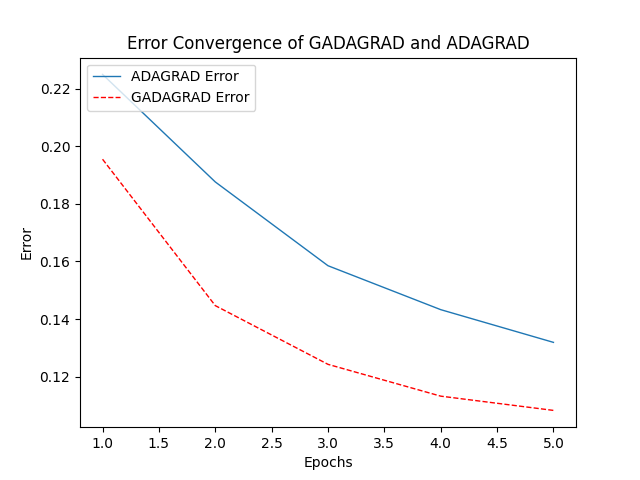 Error Convergence of GADAGRAD and ADAGRAD
ADAGRAD Error
GADAGRAD Error
0.22
0.20
0.18
0.16
0.14
0.12
Error
1.0 1.5 2.0 2.5 3.0 3.5 4.0 4.5 5.0
Epochs